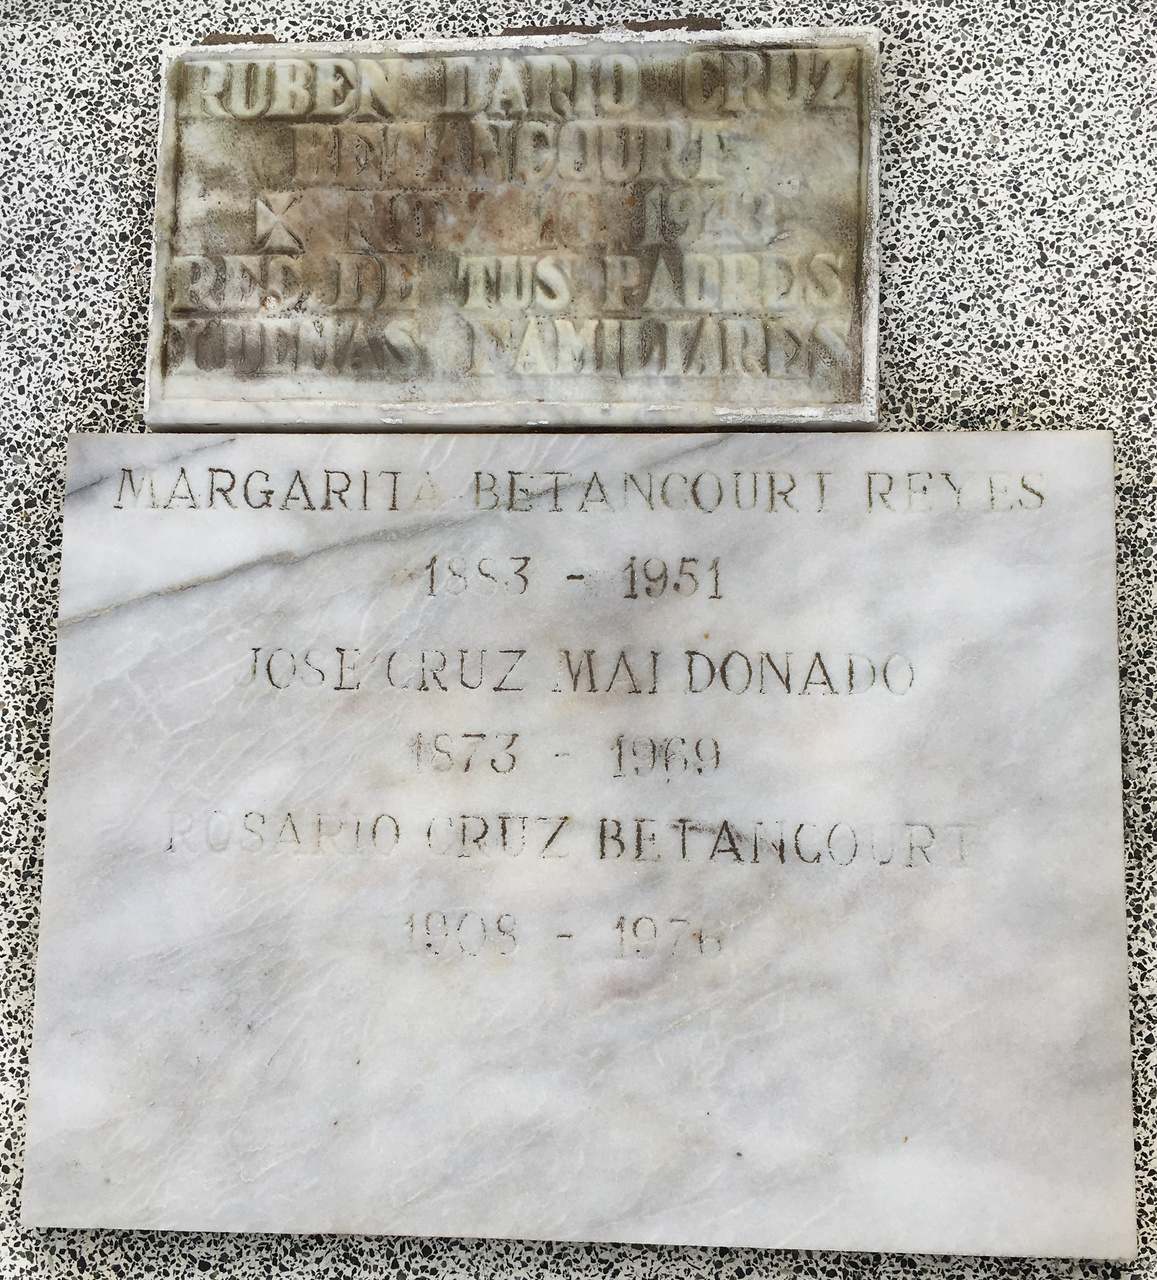 RUBEN DARIO CRUZ
BETANCOURT
NOV 1943
REC DE TUS PADRES
Y DEMAS FAMILIARES
MARGARITA BETANCOURT REYES
1883 - 1951
JOSE CRUZ MALDONADO
1873 - 1969
ROSARIO CRUZ BETANCOURT
1908 - 1976